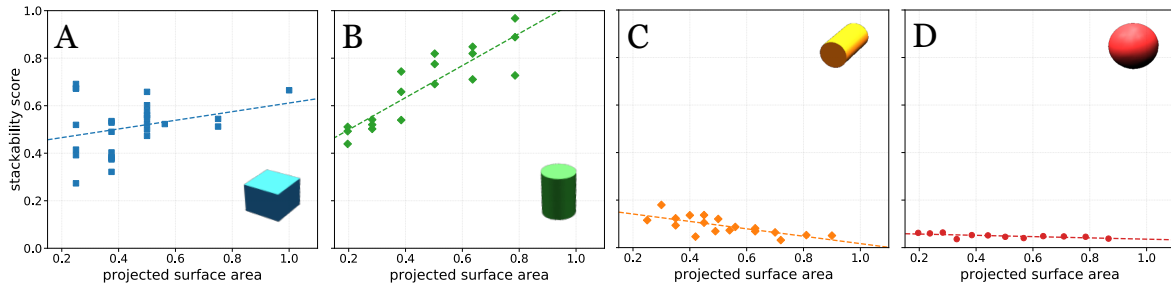 A
B
C
D
stackability score
1.0
0.8
0.6
0.4
0.2
0.0
0.2 0.4 0.6 0.8 1.0
0.2 0.4 0.6 0.8 1.0
0.2 0.4 0.6 0.8 1.0
0.2 0.4 0.6 0.8 1.0
projected surface area
projected surface area
projected surface area
projected surface area